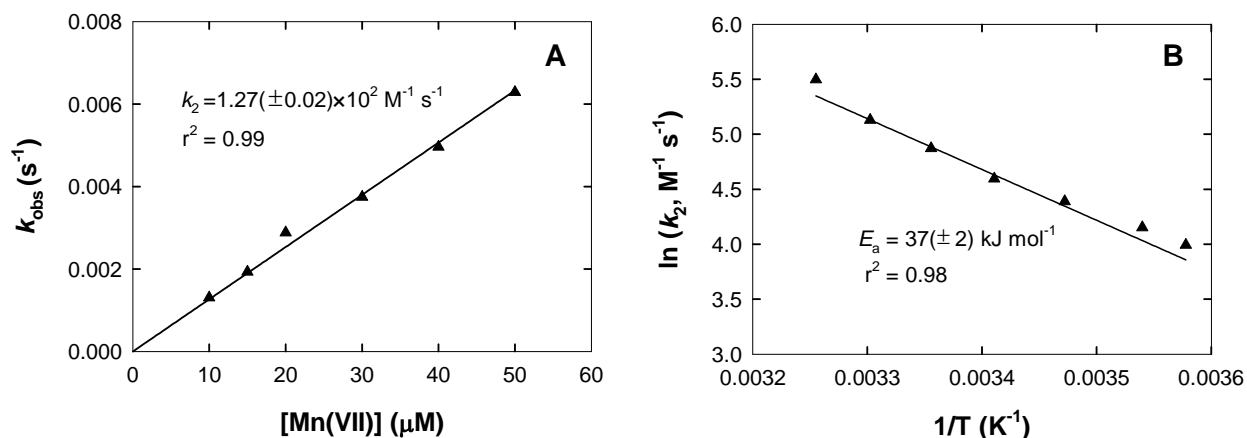 A
k₂ =1.27(±0.02)×10² M⁻¹ s⁻¹
r² = 0.99
0.008
0.006
0.004
0.002
0.000
k_obs (s⁻¹)
0 10 20 30 40 50 60
[Mn(VII)] (μM)
B
6.0
5.5
5.0
4.5
4.0
3.5
3.0
ln (k₂, M⁻¹ s⁻¹)
E_a = 37(± 2) kJ mol⁻¹
r² = 0.98
0.0032 0.0033 0.0034 0.0035 0.0036
1/T (K⁻¹)